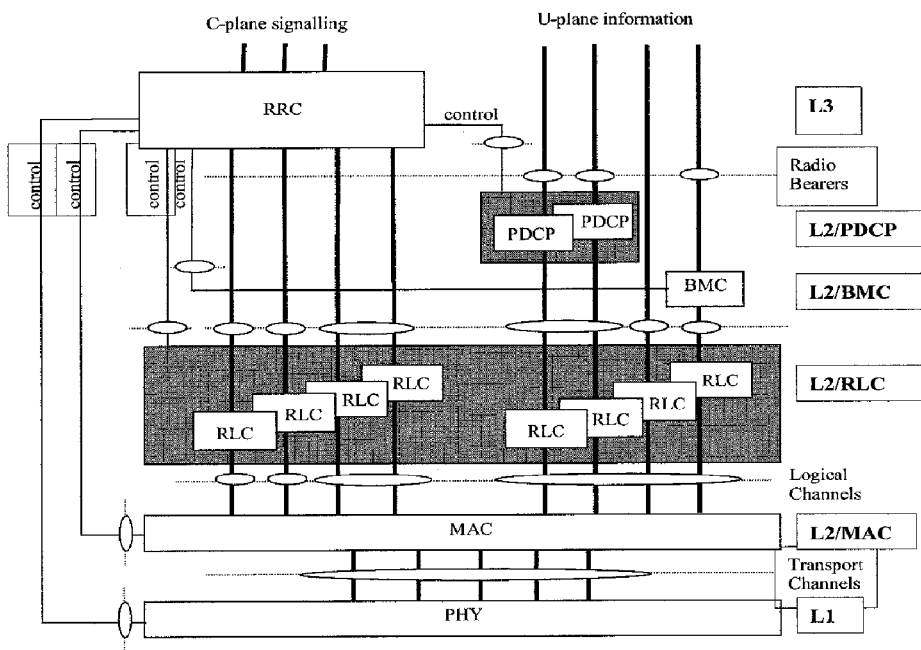 C-plane signalling
U-plane information
RRC
control
L3
control
control
control
control
Radio
Bearers
PDCP
PDCP
L2/PDCP
BMC
L2/BMC
RLC
RLC
RLC
RLC
RLC
RLC
RLC
RLC
L2/RLC
Logical
Channels
MAC
L2/MAC
Transport
Channels
PHY
L1